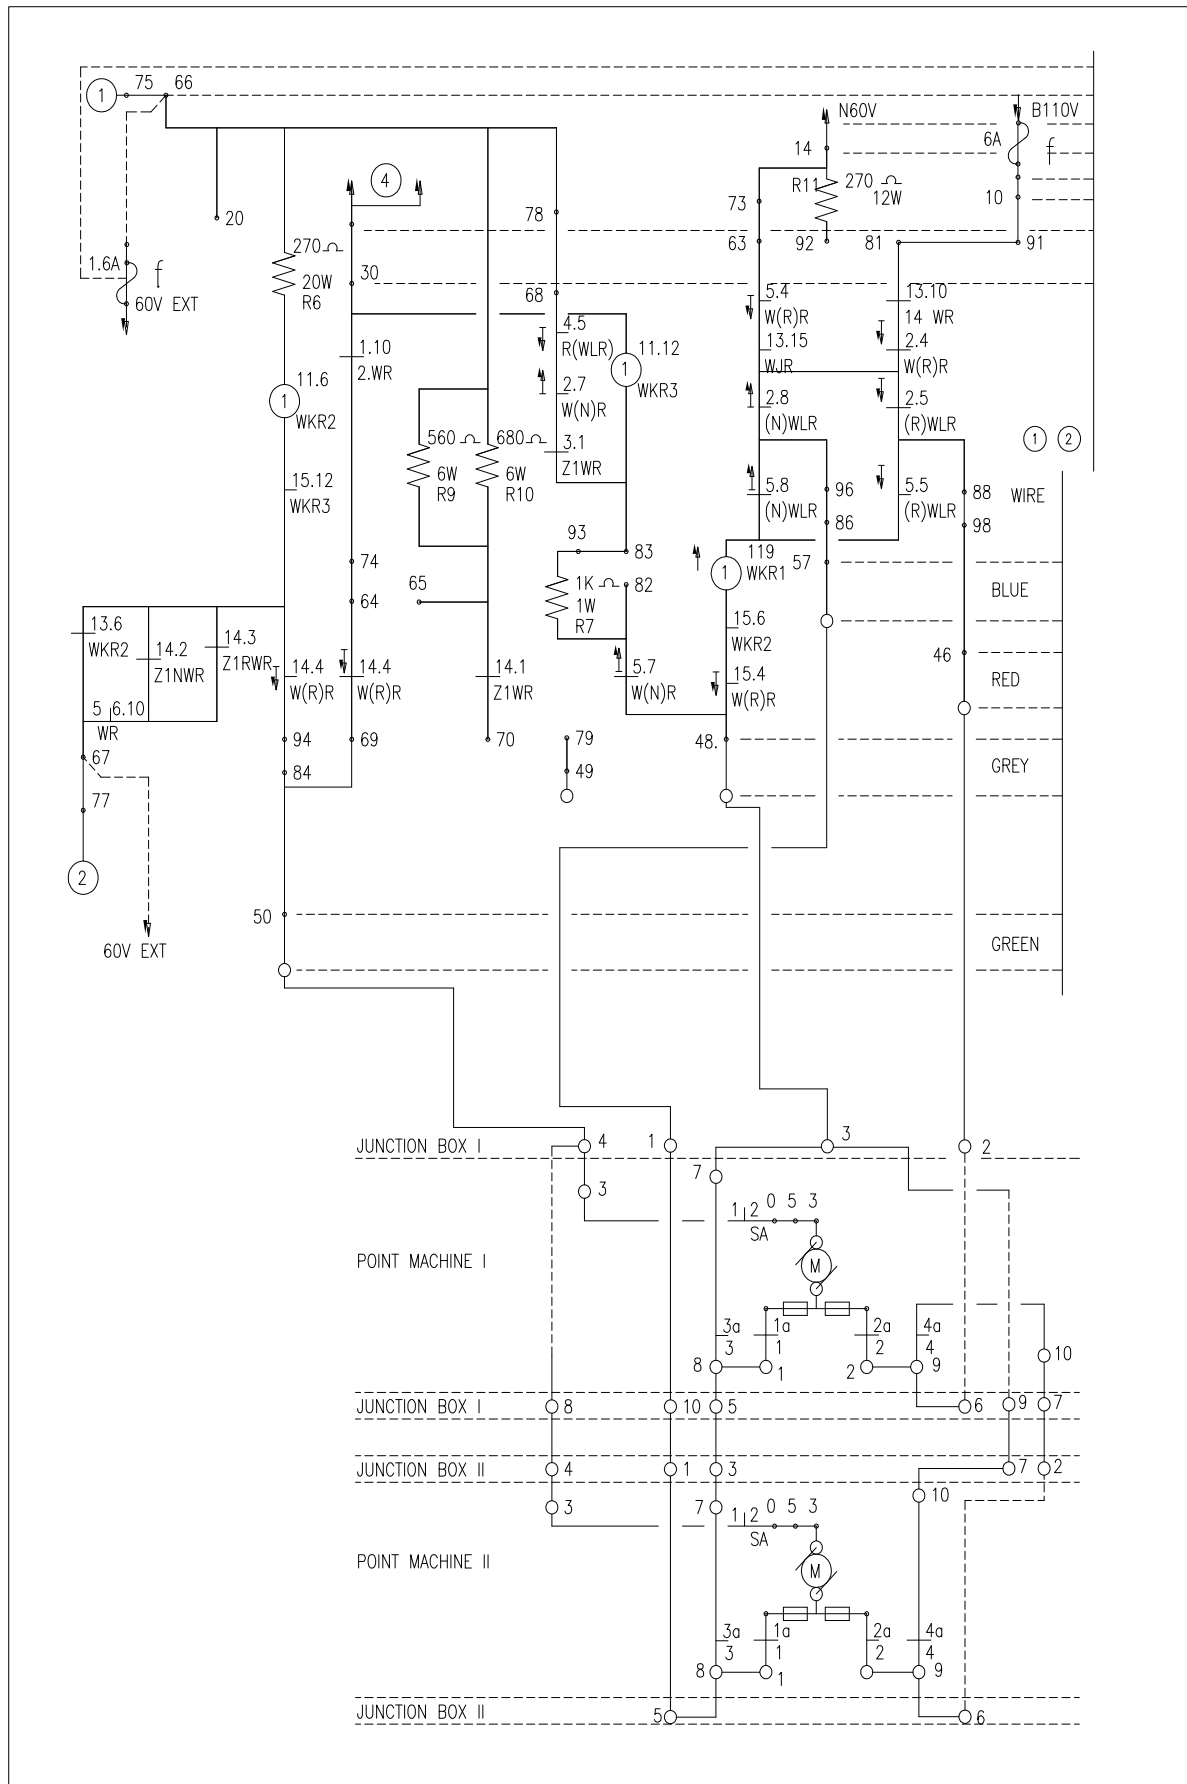 1 75 66
N60V B110V
6A f
14
4
R11 270 Ω
12W
10
73
20
78
63 92 81 91
1.6A f
60V EXT
270 Ω
20W
R6
30
68
5.4
W(R)R
13.10
14 WR
4.5
R(WLR)
13.15
WJR
2.4
W(R)R
1.10
2.WR
11.12
1
WKR3
11.6
1
WKR2
2.7
W(N)R
2.8
(N)WLR
2.5
(R)WLR
560 Ω
6W
R9
680 Ω
6W
R10
3.1
Z1WR
1 2
15.12
WKR3
5.8
(N)WLR
96
86
5.5
(R)WLR
88
98
WIRE
93 83
119
1
WKR1
57
74
65
64
1K Ω
1W
R7
82
BLUE
13.6
WKR2
14.2
Z1NWR
14.3
Z1RWR
15.6
WKR2
46
14.4
W(R)R
14.4
W(R)R
14.1
Z1WR
5.7
W(N)R
15.4
W(R)R
RED
5 6.10
WR
94 69 70 79 48.
67
84 49
GREY
77
2
50
60V EXT
GREEN
JUNCTION BOX I 4 1 3 2
7
3
1 2 0 5 3
SA
POINT MACHINE I
M
3a
3
1a
1
2a
2
4a
4
10
8 1 2 9
JUNCTION BOX I 8 10 5 6 9 7
JUNCTION BOX II 4 1 3 7 2
10
3 7
1 2 0 5 3
SA
POINT MACHINE II
M
3a
3
1a
1
2a
2
4a
4
8 1 9
JUNCTION BOX II 5 6